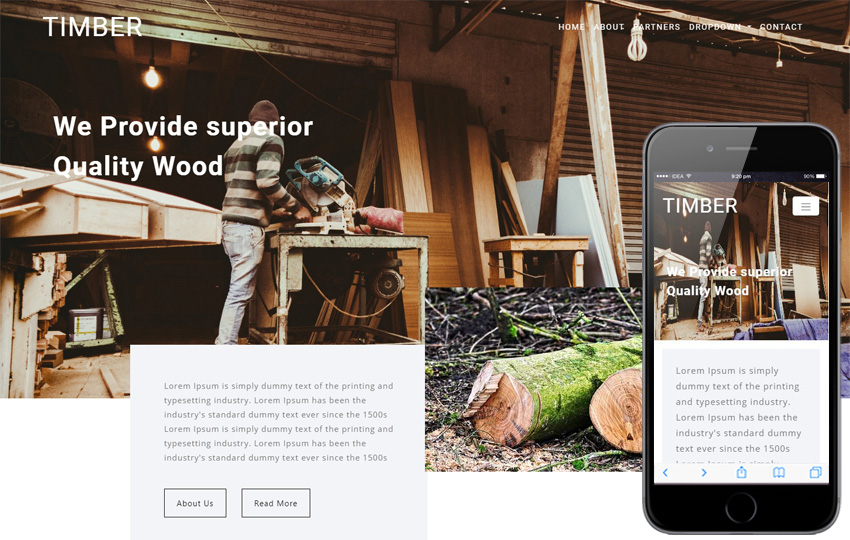 TIMBER
HOME ABOUT PARTNERS DROPDOWN CONTACT
We Provide superior
Quality Wood
Lorem Ipsum is simply dummy text of the printing and
typesetting industry. Lorem Ipsum has been the
industry's standard dummy text ever since the 1500s
Lorem Ipsum is simply dummy text of the printing and
typesetting industry. Lorem Ipsum has been the
industry's standard dummy text ever since the 1500s
About Us Read More
IDEA 9:20 pm 90%
TIMBER
We Provide superior
Quality Wood
Lorem Ipsum is simply
dummy text of the printing
and typesetting industry.
Lorem Ipsum has been the
industry's standard dummy
text ever since the 1500s
Lorem Ipsum is simply